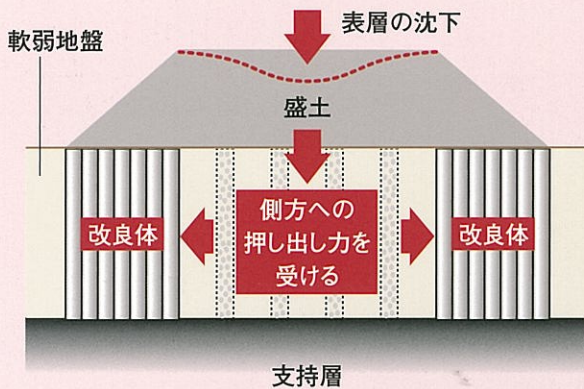 表層の沈下
軟弱地盤
盛土
改良体
側方への
押し出し力を
受ける
改良体
支持層